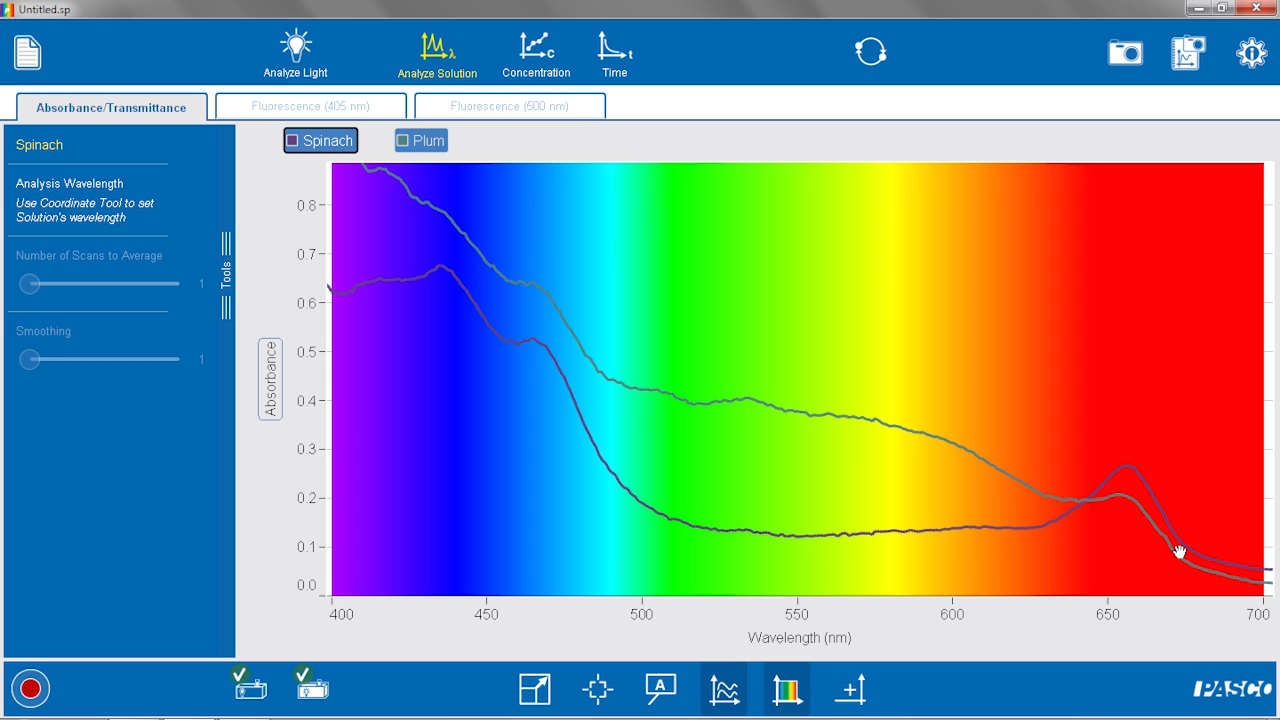 Untitled.sp
Analyze Light
Analyze Solution
Concentration
Time
λ
c
t
Absorbance/Transmittance
Fluorescence (405 nm)
Fluorescence (500 nm)
Spinach
Analysis Wavelength
Use Coordinate Tool to set
Solution's wavelength
Number of Scans to Average
1
Smoothing
1
Tools
Spinach
Plum
Absorbance
0.8
0.7
0.6
0.5
0.4
0.3
0.2
0.1
0.0
400 450 500 550 600 650 700
Wavelength (nm)
A
PASCO